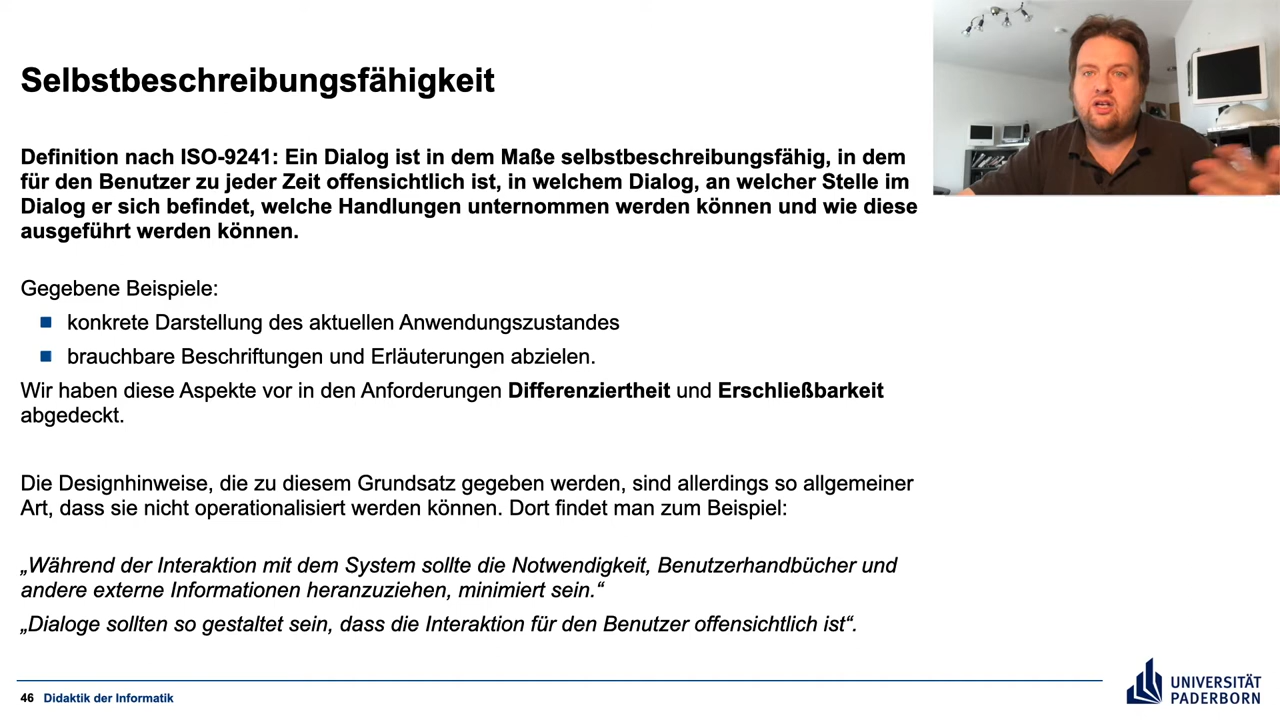 Selbstbeschreibungsfähigkeit
Definition nach ISO-9241: Ein Dialog ist in dem Maße selbstbeschreibungsfähig, in dem
für den Benutzer zu jeder Zeit offensichtlich ist, in welchem Dialog, an welcher Stelle im
Dialog er sich befindet, welche Handlungen unternommen werden können und wie diese
ausgeführt werden können.
Gegebene Beispiele:
konkrete Darstellung des aktuellen Anwendungszustandes
brauchbare Beschriftungen und Erläuterungen abzielen.
Wir haben diese Aspekte vor in den Anforderungen Differenziertheit und Erschließbarkeit
abgedeckt.
Die Designhinweise, die zu diesem Grundsatz gegeben werden, sind allerdings so allgemeiner
Art, dass sie nicht operationalisiert werden können. Dort findet man zum Beispiel:
„Während der Interaktion mit dem System sollte die Notwendigkeit, Benutzerhandbücher und
andere externe Informationen heranzuziehen, minimiert sein.“
„Dialoge sollten so gestaltet sein, dass die Interaktion für den Benutzer offensichtlich ist“.
46 Didaktik der Informatik
UNIVERSITÄT
PADERBORN